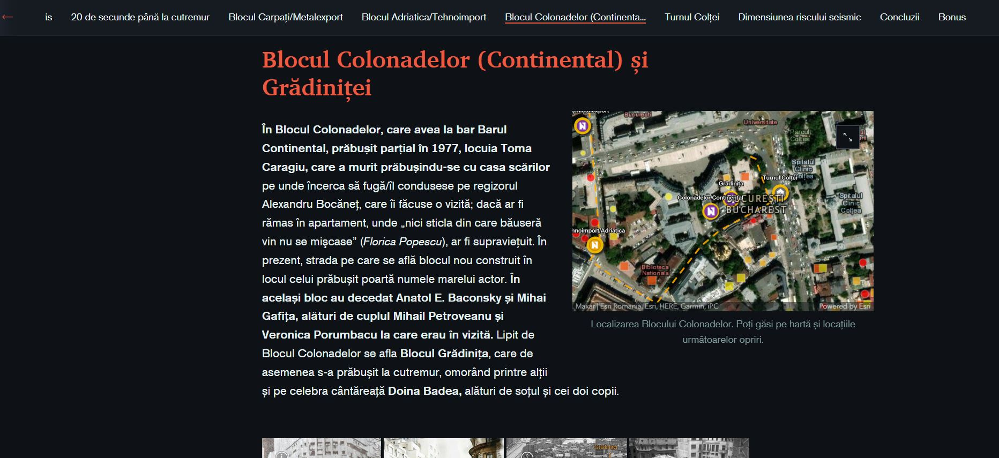 is
20 de secunde până la cutremur
Blocul Carpați/Metalexport
Blocul Adriatica/Tehnoimport
Blocul Colonadelor (Continenta...
Turnul Colței
Dimensiunea riscului seismic
Concluzii
Bonus
Blocul Colonadelor (Continental) și
Grădiniței
În Blocul Colonadelor, care avea la bar Barul
Continental, prăbușit parțial în 1977, locuia Toma
Caragiu, care a murit prăbușindu-se cu casa scărilor
pe unde încerca să fugă/îl condusese pe regizorul
Alexandru Bocăneț, care îi făcuse o vizită; dacă ar fi
rămas în apartament, unde „nici sticla din care băuseră
vin nu se mişcase” (Florica Popescu), ar fi supraviețuit. În
prezent, strada pe care se află blocul nou construit în
locul celui prăbușit poartă numele marelui actor. În
același bloc au decedat Anatol E. Baconsky și Mihai
Gafița, alături de cuplul Mihail Petroveanu și
Veronica Porumbacu la care erau în vizită. Lipit de
Blocul Colonadelor se afla Blocul Grădinița, care de
asemenea s-a prăbușit la cutremur, omorând printre alții
și pe celebra cântăreață Doina Badea, alături de soțul și cei doi copii.
ți/Metalexport
București
Universitate
Parcul
Colțea
Spitalul
Clinic
Colțea
Turnul Colței
Grădinița
Colonadelor/Continental
BUCUREȘTI
BUCHAREST
Spitalul
Clinic
Colțea
hnoimport/Adriatica
Biblioteca
Națională
Maxar | Esri Romania, Esri, HERE, Garmin, iPC
Powered by Esri
Localizarea Blocului Colonadelor. Poți găsi pe hartă și locațiile
următoarelor opriri.
Grădiniței